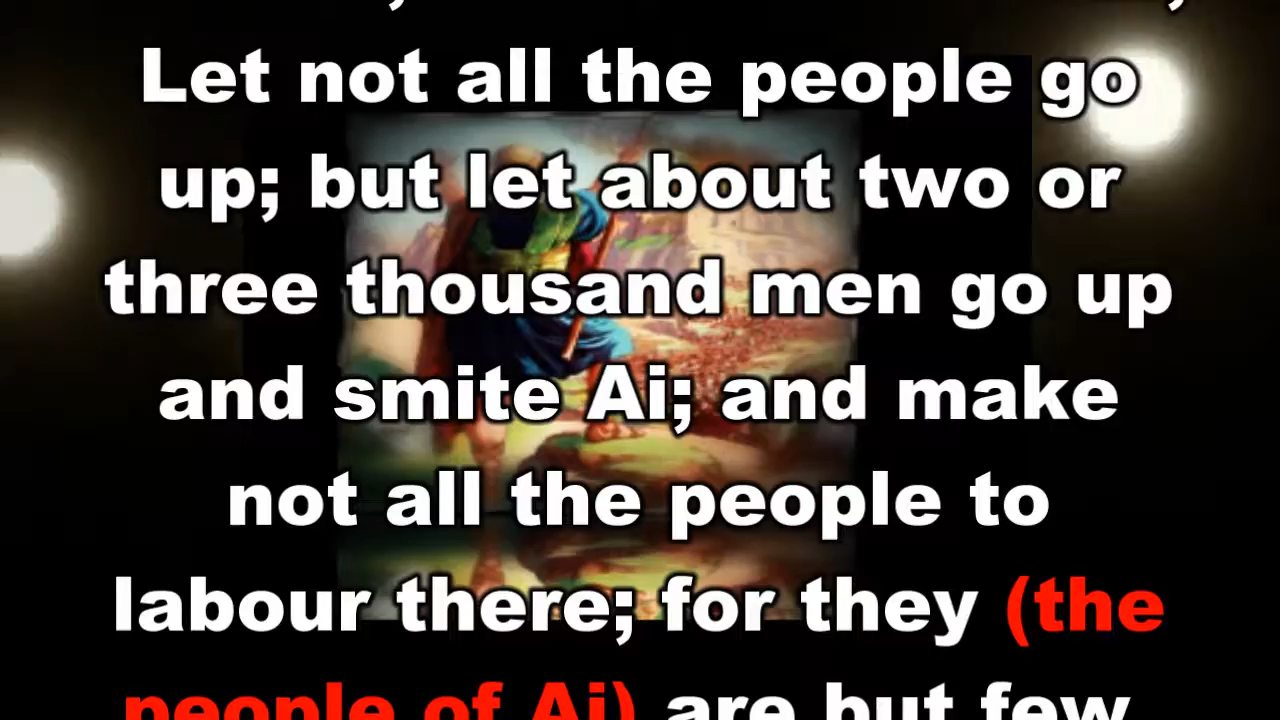 Let not all the people go
up; but let about two or
three thousand men go up
and smite Ai; and make
not all the people to
labour there; for they (the
people of Ai) are but few